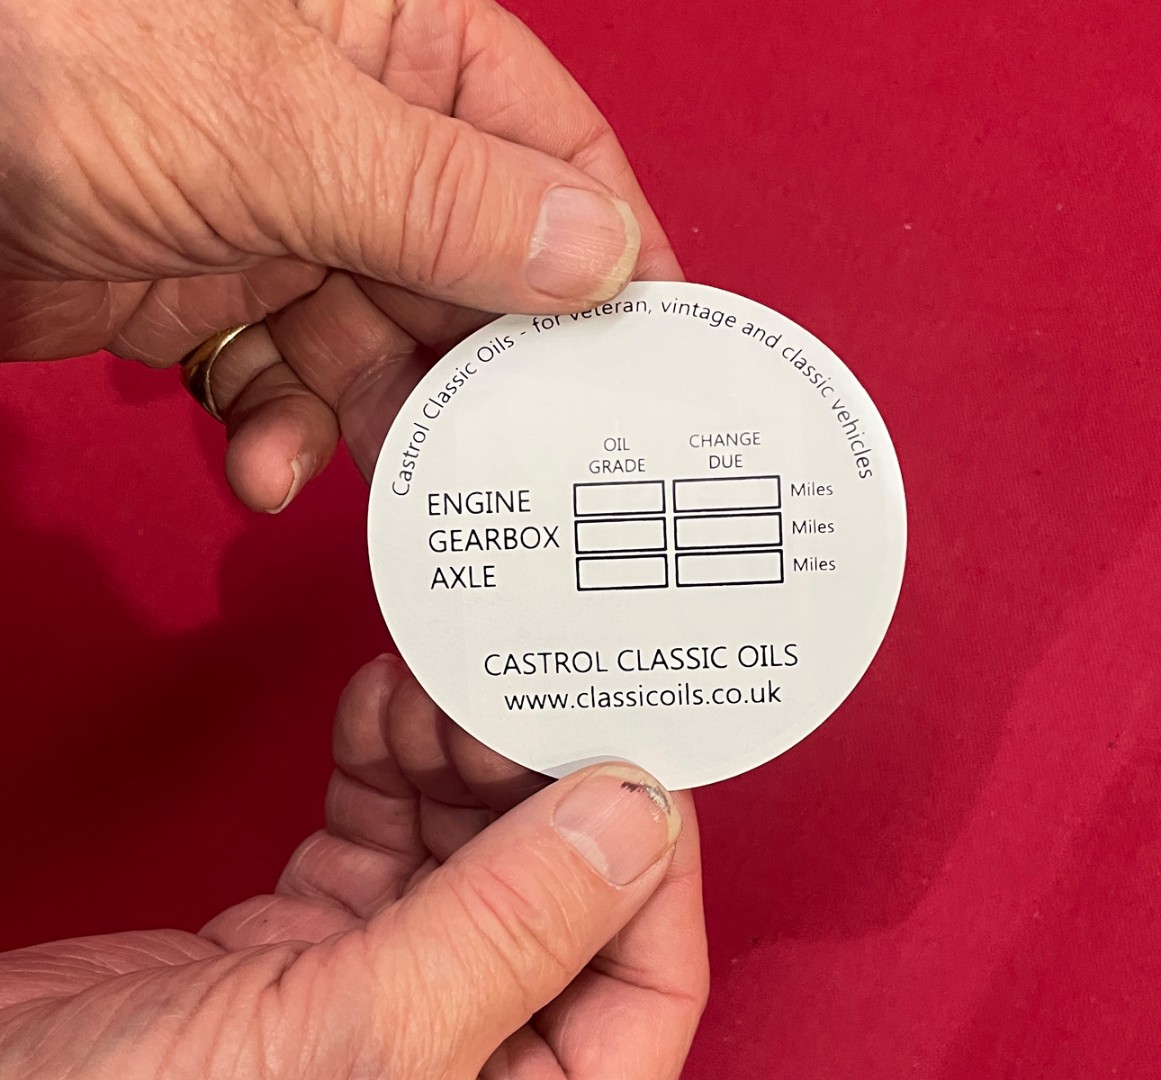 Castrol Classic Oils - for veteran, vintage and classic vehicles
OIL GRADE
CHANGE DUE
ENGINE Miles
GEARBOX Miles
AXLE Miles
CASTROL CLASSIC OILS
www.classicoils.co.uk